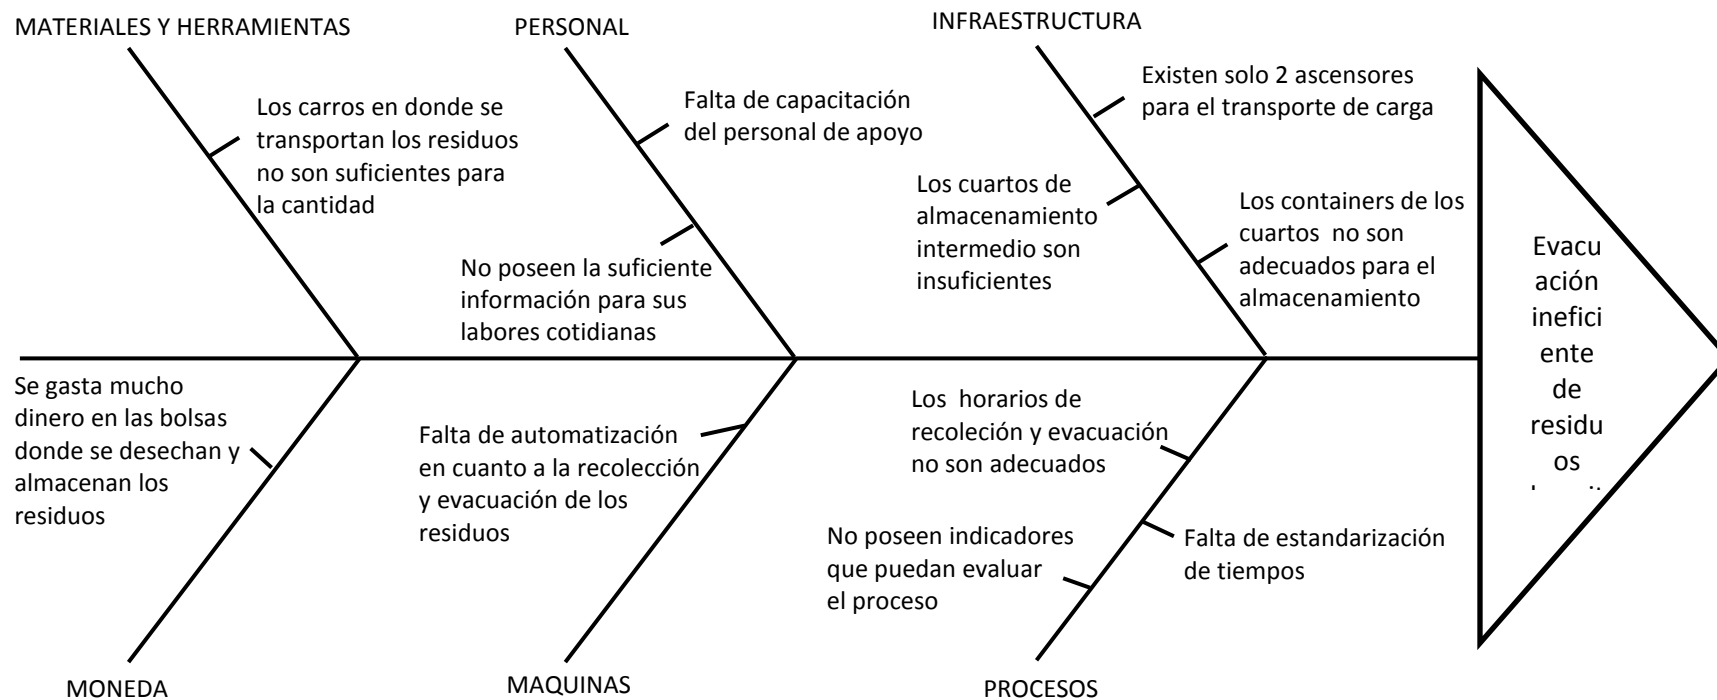 MATERIALES Y HERRAMIENTAS
PERSONAL
INFRAESTRUCTURA
Los carros en donde se
transportan los residuos
no son suficientes para
la cantidad
Falta de capacitación
del personal de apoyo
No poseen la suficiente
información para sus
labores cotidianas
Existen solo 2 ascensores
para el transporte de carga
Los cuartos de
almacenamiento
intermedio son
insuficientes
Los containers de los
cuartos no son
adecuados para el
almacenamiento
Evacu
ación
inefici
ente
de
residu
os
Se gasta mucho
dinero en las bolsas
donde se desechan y
almacenan los
residuos
Falta de automatización
en cuanto a la recolección
y evacuación de los
residuos
Los horarios de
recoleción y evacuación
no son adecuados
No poseen indicadores
que puedan evaluar
el proceso
Falta de estandarización
de tiempos
MONEDA
MAQUINAS
PROCESOS